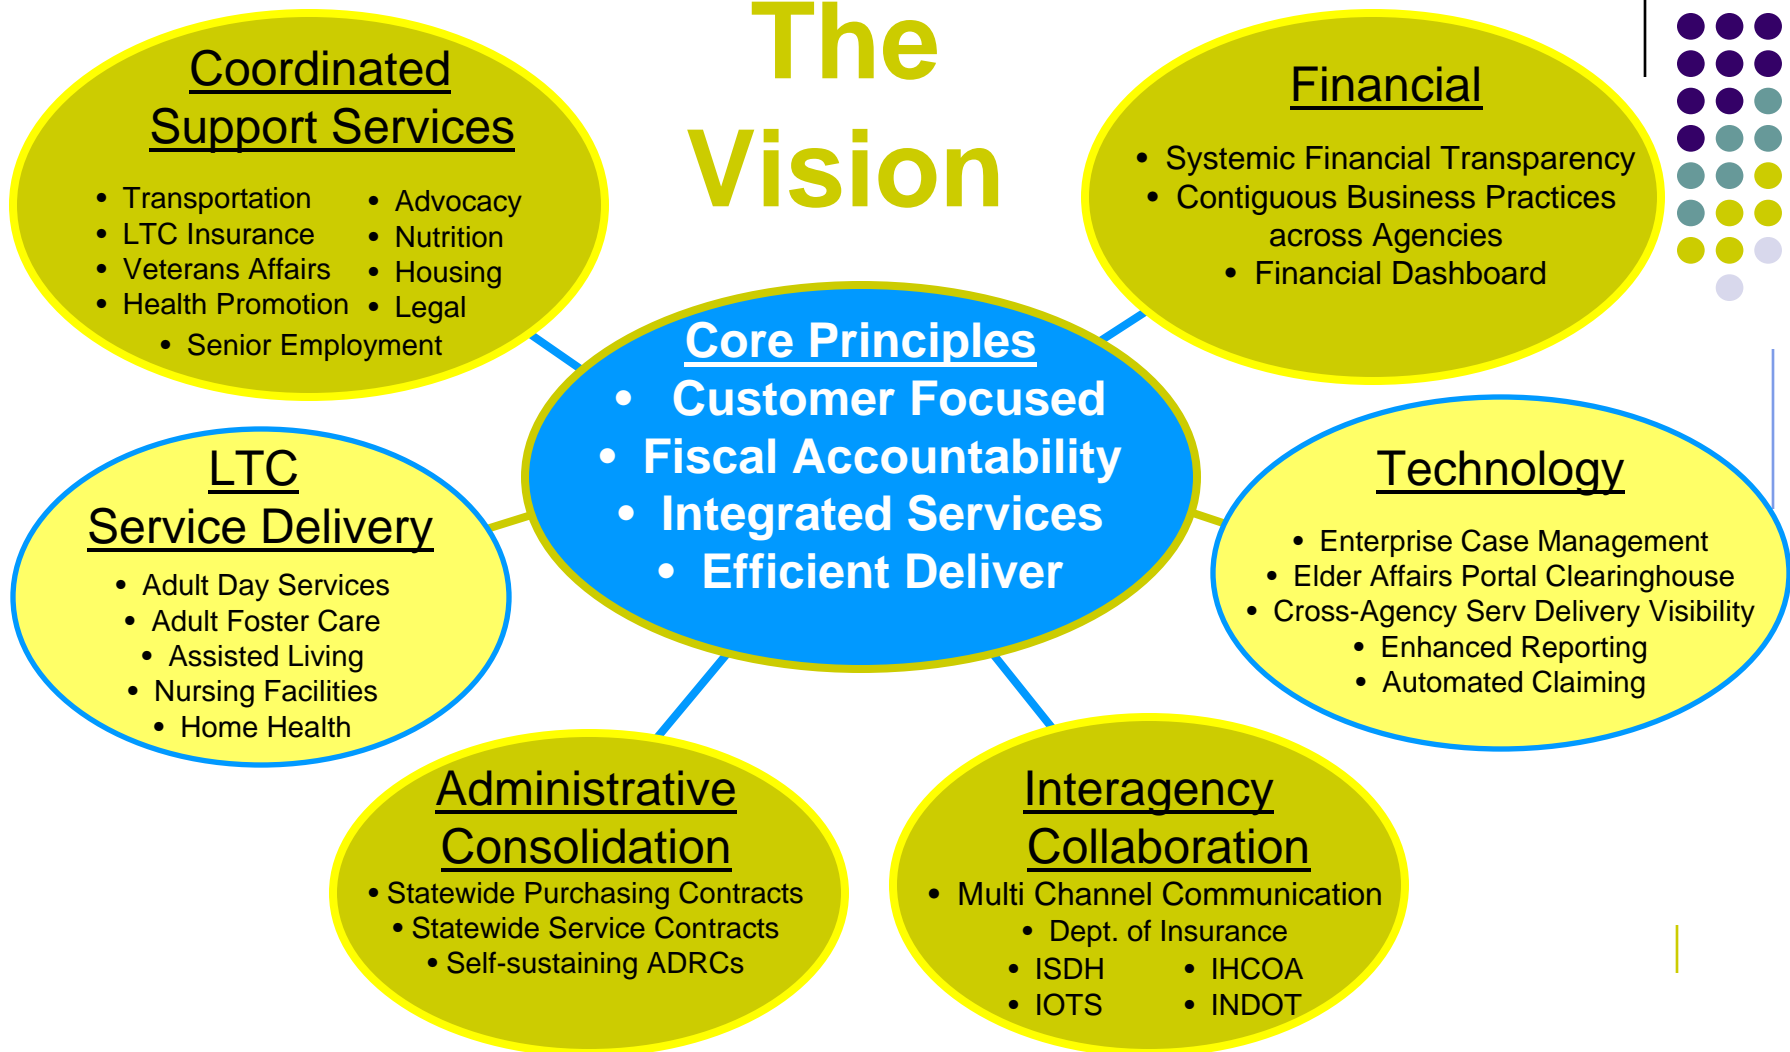 The
Vision
Coordinated
Support Services
• Transportation
• LTC Insurance
• Veterans Affairs
• Health Promotion
• Advocacy
• Nutrition
• Housing
• Legal
• Senior Employment
Financial
• Systemic Financial Transparency
• Contiguous Business Practices
across Agencies
• Financial Dashboard
Core Principles
• Customer Focused
• Fiscal Accountability
• Integrated Services
• Efficient Deliver
LTC
Service Delivery
• Adult Day Services
• Adult Foster Care
• Assisted Living
• Nursing Facilities
• Home Health
Technology
• Enterprise Case Management
• Elder Affairs Portal Clearinghouse
• Cross-Agency Serv Delivery Visibility
• Enhanced Reporting
• Automated Claiming
Administrative
Consolidation
• Statewide Purchasing Contracts
• Statewide Service Contracts
• Self-sustaining ADRCs
Interagency
Collaboration
• Multi Channel Communication
• Dept. of Insurance
• ISDH
• IOTS
• IHCOA
• INDOT